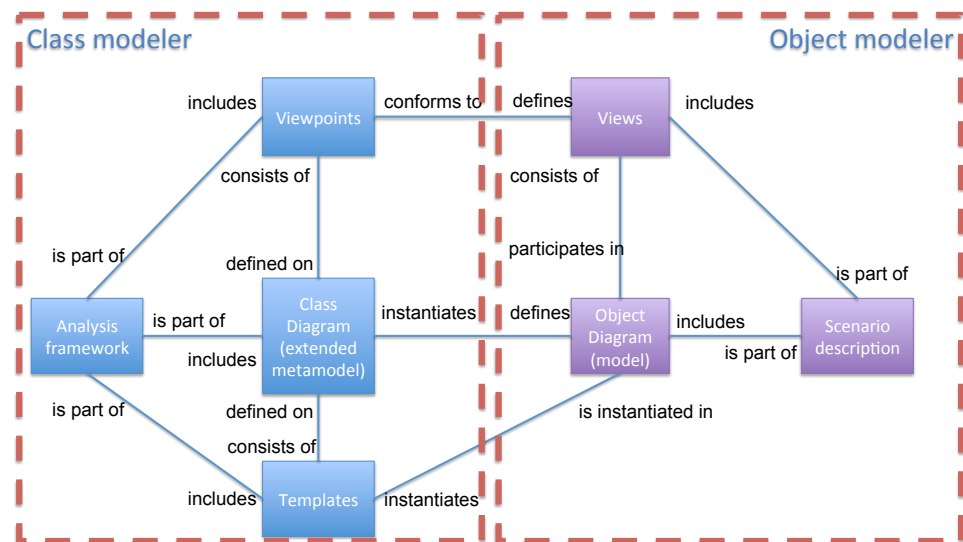 Class modeler
Object modeler
includes
Viewpoints
conforms to
defines
Views
includes
consists of
consists of
is part of
defined on
participates in
is part of
Analysis
framework
is part of
includes
Class
Diagram
(extended
metamodel)
instantiates
defines
Object
Diagram
(model)
includes
is part of
Scenario
description
is part of
defined on
consists of
is instantiated in
includes
Templates
instantiates